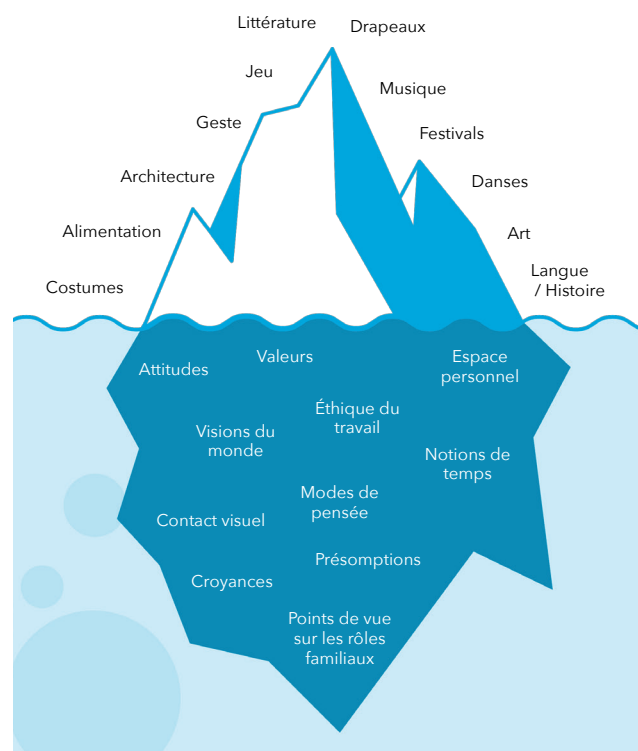 Littérature
Drapeaux
Jeu
Musique
Geste
Festivals
Architecture
Danses
Alimentation
Art
Costumes
Langue
/ Histoire
Attitudes
Valeurs
Espace
personnel
Éthique du
travail
Visions du
monde
Notions de
temps
Modes de
pensée
Contact visuel
Présomptions
Croyances
Points de vue
sur les rôles
familiaux